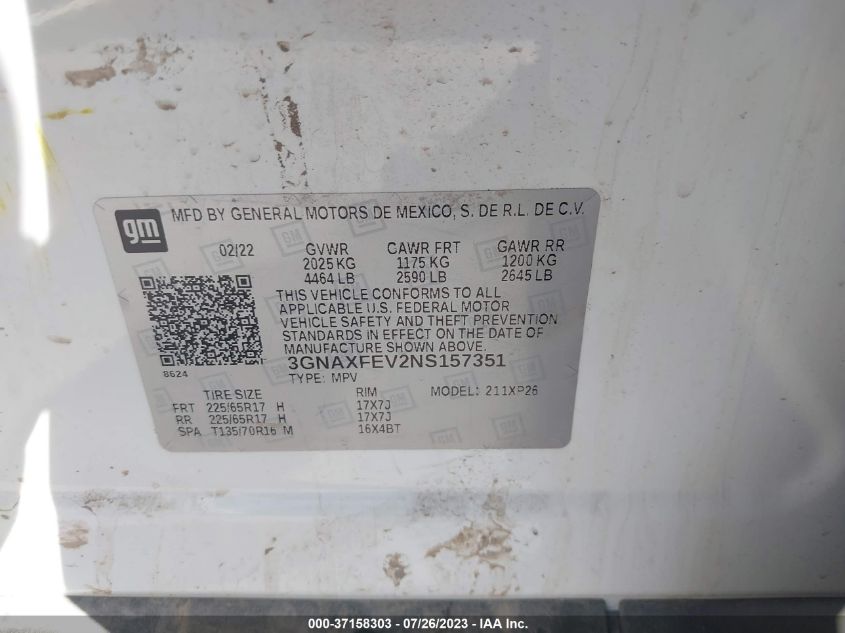 gm MFD BY GENERAL MOTORS DE MEXICO, S. DE R.L. DE C.V.
02/22 GVWR GAWR FRT GAWR RR
2025 KG 1175 KG 1200 KG
4464 LB 2590 LB 2645 LB
THIS VEHICLE CONFORMS TO ALL
APPLICABLE U.S. FEDERAL MOTOR
VEHICLE SAFETY AND THEFT PREVENTION
STANDARDS IN EFFECT ON THE DATE OF
MANUFACTURE SHOWN ABOVE.
8624 3GNAXFEV2NS157351
TYPE: MPV
TIRE SIZE RIM MODEL: 211XP26
FRT 225/65R17 H 17X7J
RR 225/65R17 H 17X7J
SPA T135/70R16 M 16X4BT
000-37158303 - 07/26/2023 - IAA Inc.